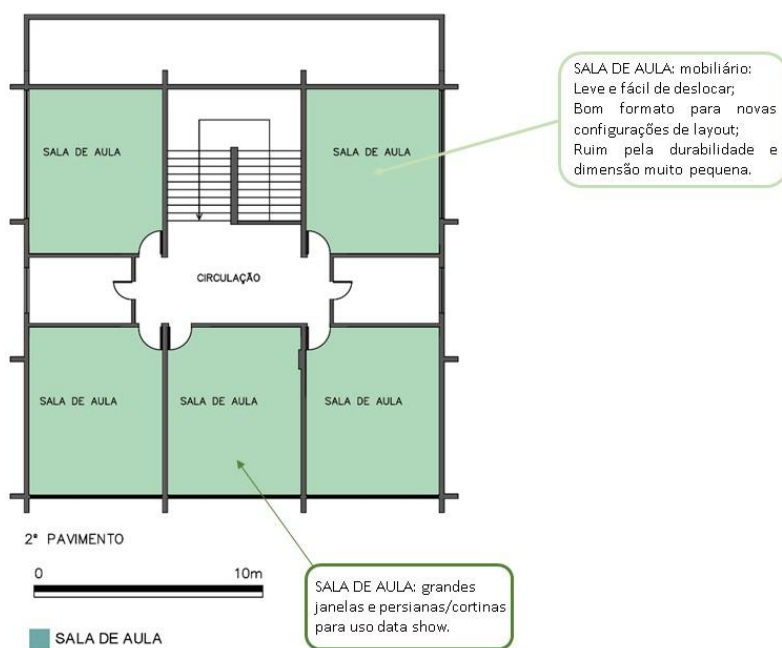 SALA DE AULA: mobiliário:
Leve e fácil de deslocar;
Bom formato para novas
configurações de layout;
Ruim pela durabilidade e
dimensão muito pequena.
SALA DE AULA
SALA DE AULA
CIRCULAÇÃO
SALA DE AULA
SALA DE AULA
SALA DE AULA
2° PAVIMENTO
0 10m
SALA DE AULA: grandes
janelas e persianas/cortinas
para uso data show.
SALA DE AULA